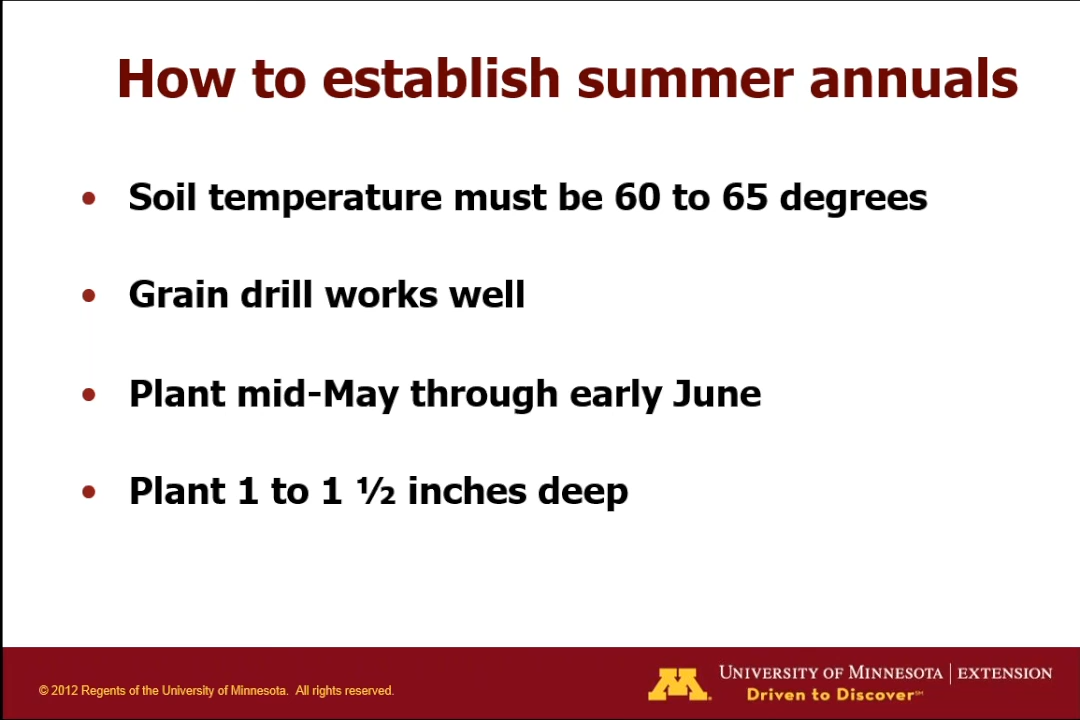 How to establish summer annuals
• Soil temperature must be 60 to 65 degrees
• Grain drill works well
• Plant mid-May through early June
• Plant 1 to 1 ½ inches deep
© 2012 Regents of the University of Minnesota. All rights reserved.
M.
UNIVERSITY OF MINNESOTA | EXTENSION
Driven to Discover℠